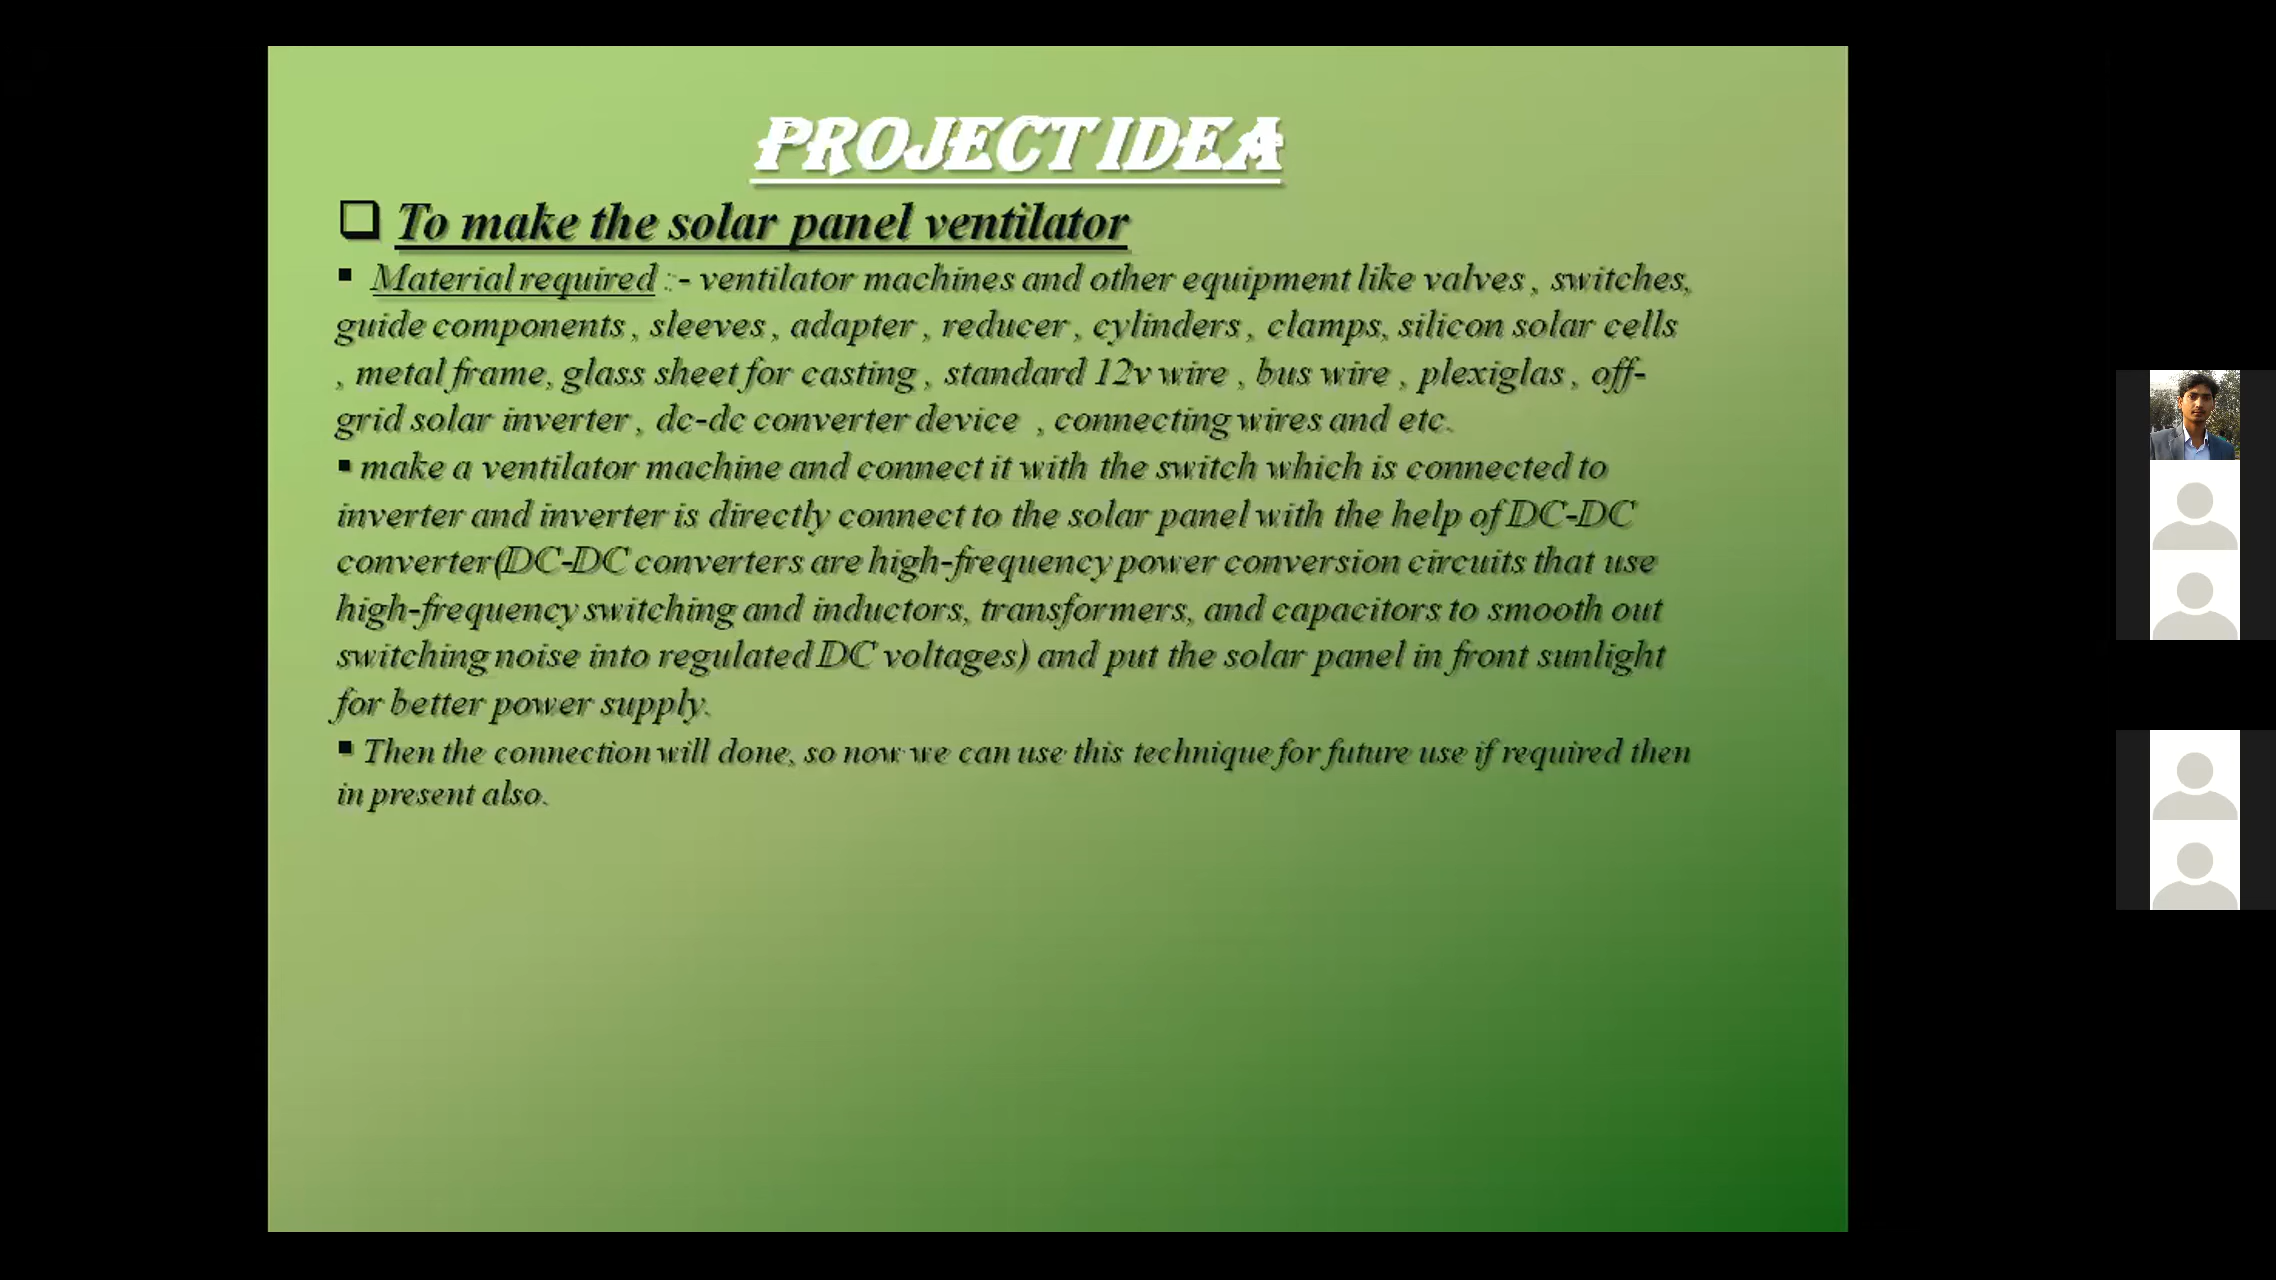 PROJECT IDEA
To make the solar panel ventilator
Material required :- ventilator machines and other equipment like valves , switches,
guide components , sleeves , adapter , reducer , cylinders , clamps, silicon solar cells
, metal frame, glass sheet for casting , standard 12v wire , bus wire , plexiglas , off-
grid solar inverter , dc-dc converter device , connecting wires and etc.
make a ventilator machine and connect it with the switch which is connected to
inverter and inverter is directly connect to the solar panel with the help of DC-DC
converter(DC-DC converters are high-frequency power conversion circuits that use
high-frequency switching and inductors, transformers, and capacitors to smooth out
switching noise into regulated DC voltages) and put the solar panel in front sunlight
for better power supply.
Then the connection will done, so now we can use this technique for future use if required then
in present also.